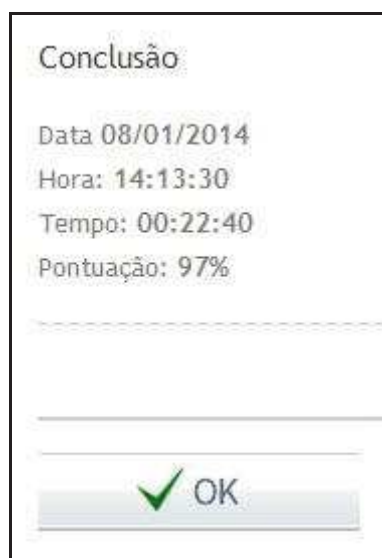 Conclusão
Data 08/01/2014
Hora: 14:13:30
Tempo: 00:22:40
Pontuação: 97%
OK